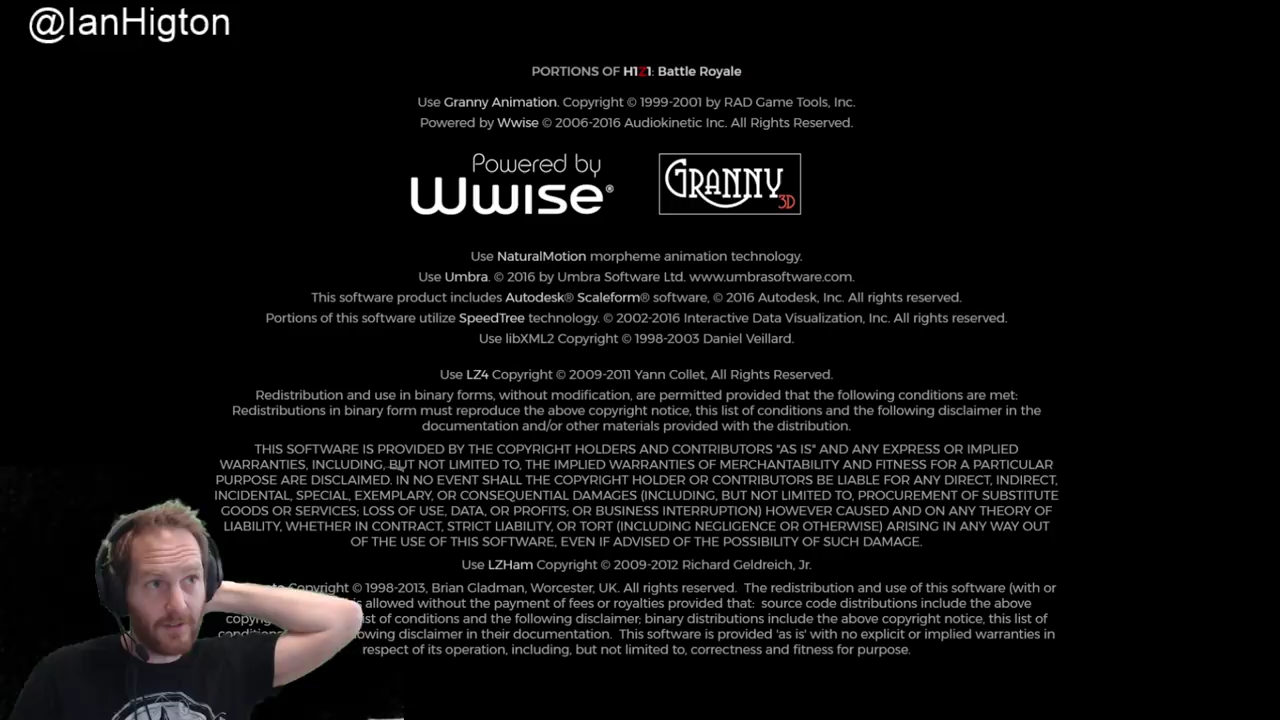 @IanHigton
PORTIONS OF H1Z1: Battle Royale
Use Granny Animation. Copyright © 1999-2001 by RAD Game Tools, Inc.
Powered by Wwise © 2006-2016 Audiokinetic Inc. All Rights Reserved.
Powered by
Wwise®
GRANNY
3D
Use NaturalMotion morpheme animation technology.
Use Umbra. © 2016 by Umbra Software Ltd. www.umbrasoftware.com.
This software product includes Autodesk® Scaleform® software, © 2016 Autodesk, Inc. All rights reserved.
Portions of this software utilize SpeedTree technology. © 2002-2016 Interactive Data Visualization, Inc. All rights reserved.
Use libXML2 Copyright © 1998-2003 Daniel Veillard.
Use LZ4 Copyright © 2009-2011 Yann Collet, All Rights Reserved.
Redistribution and use in binary forms, without modification, are permitted provided that the following conditions are met:
Redistributions in binary form must reproduce the above copyright notice, this list of conditions and the following disclaimer in the
documentation and/or other materials provided with the distribution.
THIS SOFTWARE IS PROVIDED BY THE COPYRIGHT HOLDERS AND CONTRIBUTORS "AS IS" AND ANY EXPRESS OR IMPLIED
WARRANTIES, INCLUDING, BUT NOT LIMITED TO, THE IMPLIED WARRANTIES OF MERCHANTABILITY AND FITNESS FOR A PARTICULAR
PURPOSE ARE DISCLAIMED. IN NO EVENT SHALL THE COPYRIGHT HOLDER OR CONTRIBUTORS BE LIABLE FOR ANY DIRECT, INDIRECT,
INCIDENTAL, SPECIAL, EXEMPLARY, OR CONSEQUENTIAL DAMAGES (INCLUDING, BUT NOT LIMITED TO, PROCUREMENT OF SUBSTITUTE
GOODS OR SERVICES; LOSS OF USE, DATA, OR PROFITS; OR BUSINESS INTERRUPTION) HOWEVER CAUSED AND ON ANY THEORY OF
LIABILITY, WHETHER IN CONTRACT, STRICT LIABILITY, OR TORT (INCLUDING NEGLIGENCE OR OTHERWISE) ARISING IN ANY WAY OUT
OF THE USE OF THIS SOFTWARE, EVEN IF ADVISED OF THE POSSIBILITY OF SUCH DAMAGE.
Use LZHam Copyright © 2009-2012 Richard Geldreich, Jr.
Copyright © 1998-2013, Brian Gladman, Worcester, UK. All rights reserved. The redistribution and use of this software (with or
is allowed without the payment of fees or royalties provided that: source code distributions include the above
list of conditions and the following disclaimer; binary distributions include the above copyright notice, this list of
disclaimer in their documentation. This software is provided 'as is' with no explicit or implied warranties in
respect of its operation, including, but not limited to, correctness and fitness for purpose.